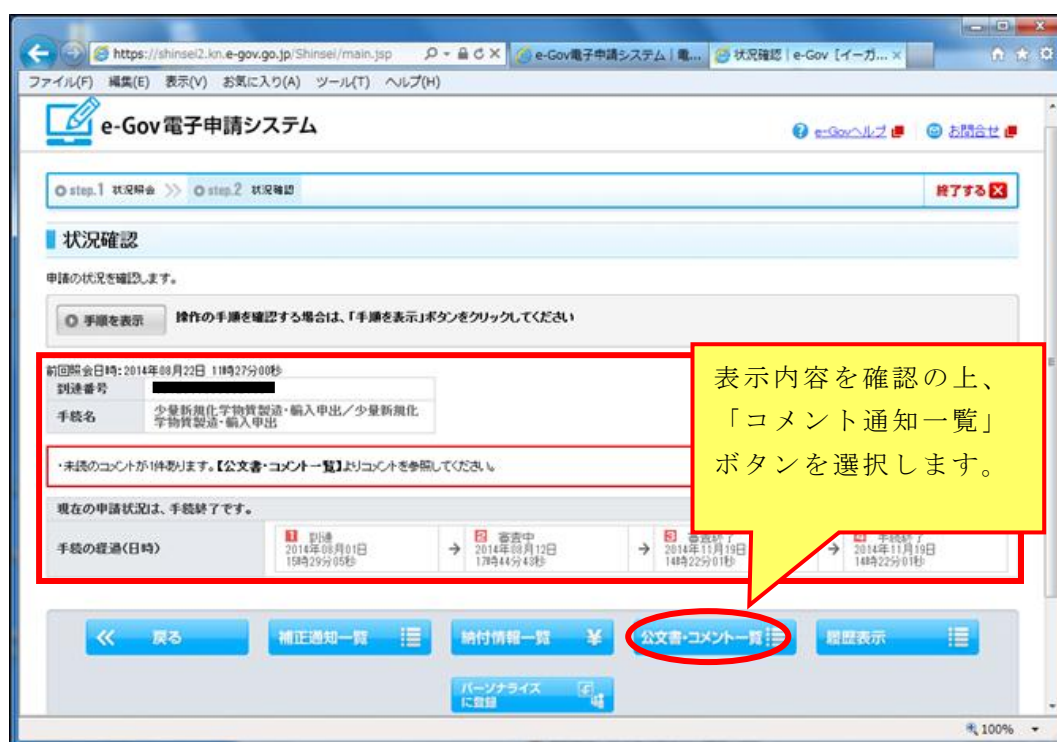 https://shinsei2.kn.e-gov.go.jp/Shinsei/main.jsp
e-Gov電子申請システム | 電...
状況確認 | e-Gov [イーガ...
ファイル(F) 編集(E) 表示(V) お気に入り(A) ツール(T) ヘルプ(H)
e-Gov電子申請システム
e-Govヘルプ
お問合せ
step.1 状況照会 >> step.2 状況確認
終了する
状況確認
申請の状況を確認します。
手順を表示
操作の手順を確認する場合は、「手順を表示」ボタンをクリックしてください
前回照会日時:2014年08月22日 11時27分00秒
到達番号
手続名 少量新規化学物質製造・輸入申出/少量新規化
学物質製造・輸入申出
表示内容を確認の上、
「コメント通知一覧」
ボタンを選択します。
・未読のコメントが1件あります。【公文書・コメント一覧】よりコメントを参照してください。
現在の申請状況は、手続終了です。
手続の経過(日時)
1 到達
2014年08月01日
15時29分05秒
→
2 審査中
2014年08月12日
17時44分43秒
→
3 審査終了
2014年11月19日
14時22分01秒
→
手続終了
2014年11月19日
14時22分01秒
戻る
補正通知一覧
納付情報一覧 ¥
公文書・コメント一覧
履歴表示
パーソナライズ
に登録
100%